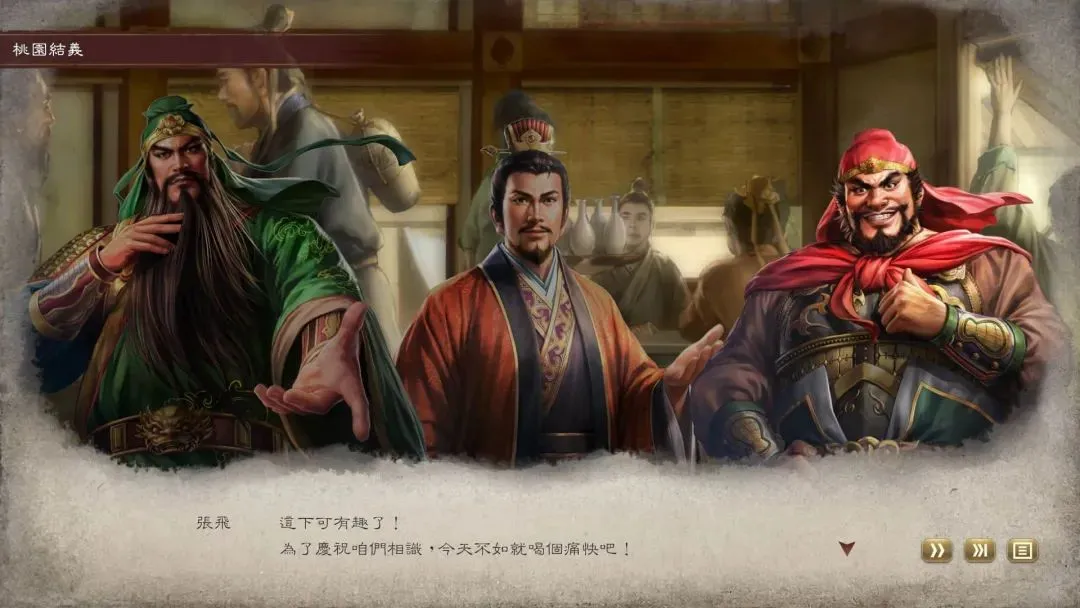 桃園結義
張飛
這下可有趣了！
為了慶祝咱們相識，今天不如就喝個痛快吧！